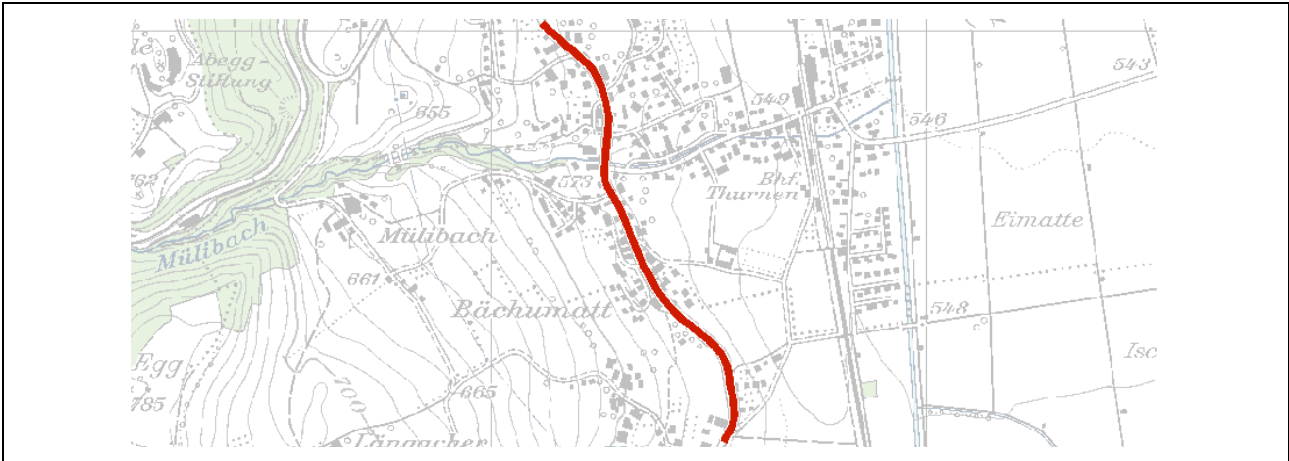 Abegg-
Stiftung
543
655
549
546
762
573
Bhf.
Thurnen
Eimatte
Mülibach
Mülibach
661
Bächumatt
548
Egg
Isc
785
700
665
Längacher